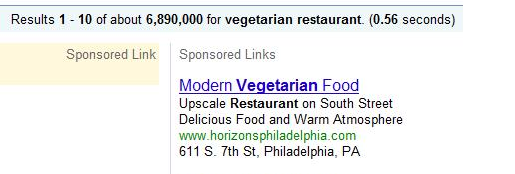 Results 1 - 10 of about 6,890,000 for vegetarian restaurant. (0.56 seconds)
Sponsored Link
Sponsored Links
Modern Vegetarian Food
Upscale Restaurant on South Street
Delicious Food and Warm Atmosphere
www.horizonsphiladelphia.com
611 S. 7th St, Philadelphia, PA